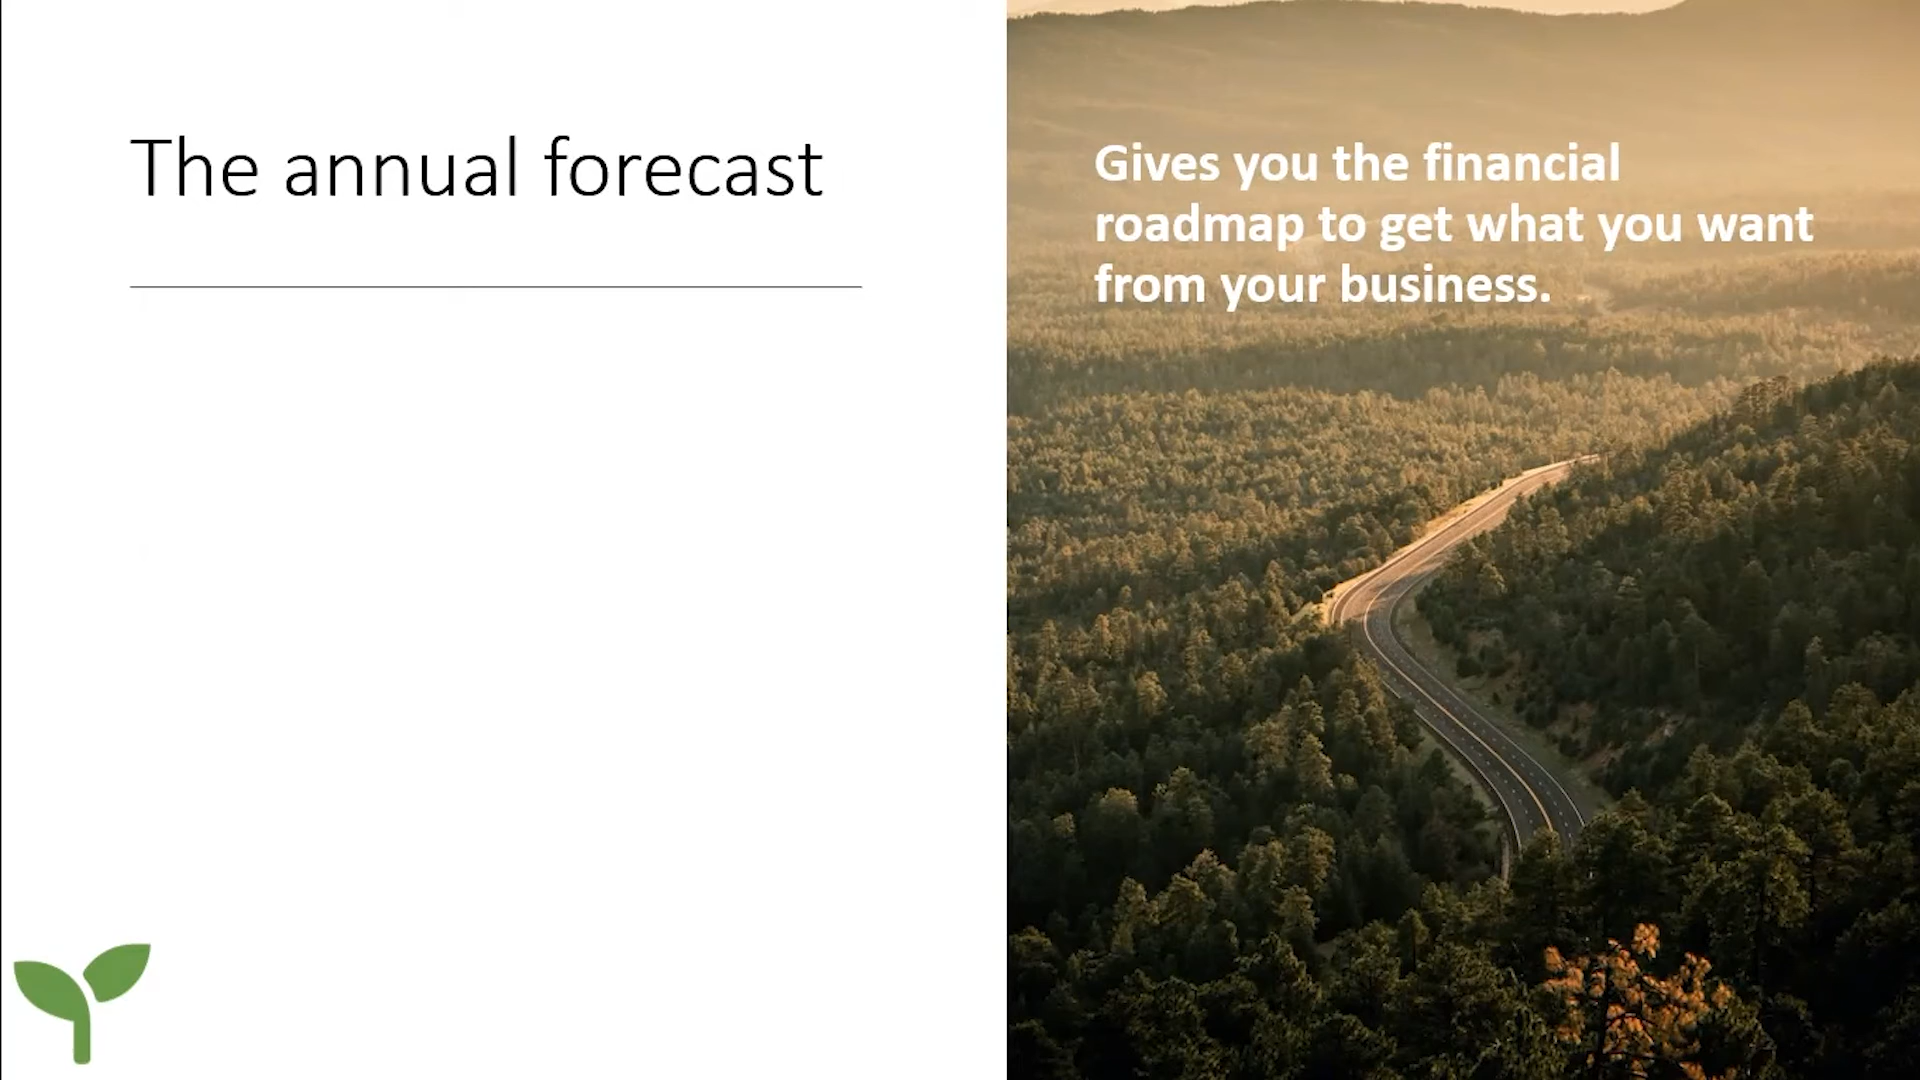 The annual forecast
Gives you the financial
roadmap to get what you want
from your business.